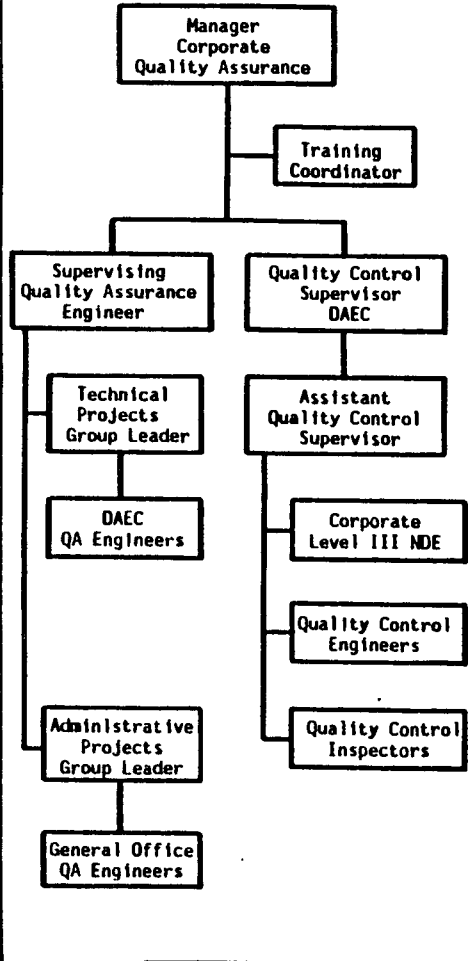 Manager
Corporate
Quality Assurance
Training
Coordinator
Supervising
Quality Assurance
Engineer
Quality Control
Supervisor
DAEC
Technical
Projects
Group Leader
Assistant
Quality Control
Supervisor
DAEC
QA Engineers
Corporate
Level III NDE
Quality Control
Engineers
Administrative
Projects
Group Leader
Quality Control
Inspectors
General Office
QA Engineers